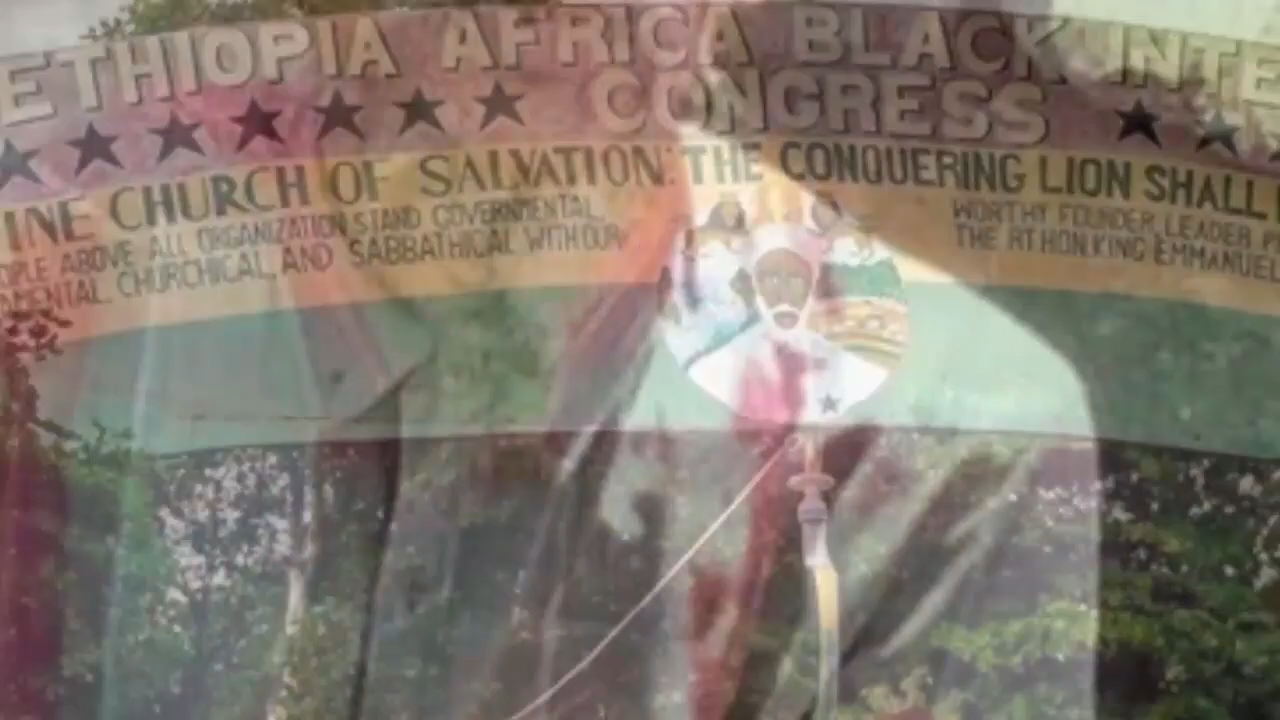 ETHIOPIA AFRICA BLACK INTE
CONGRESS
INE CHURCH OF SALVATION: THE CONQUERING LION SHALL
OPLE ABOVE ALL ORGANIZATION STAND GOVERNMENTAL,
AMENTAL, CHURCHICAL, AND SABBATHICAL WITH OUR
WORTHY FOUNDER, LEADER, P
THE RT HON. KING EMMANUEL